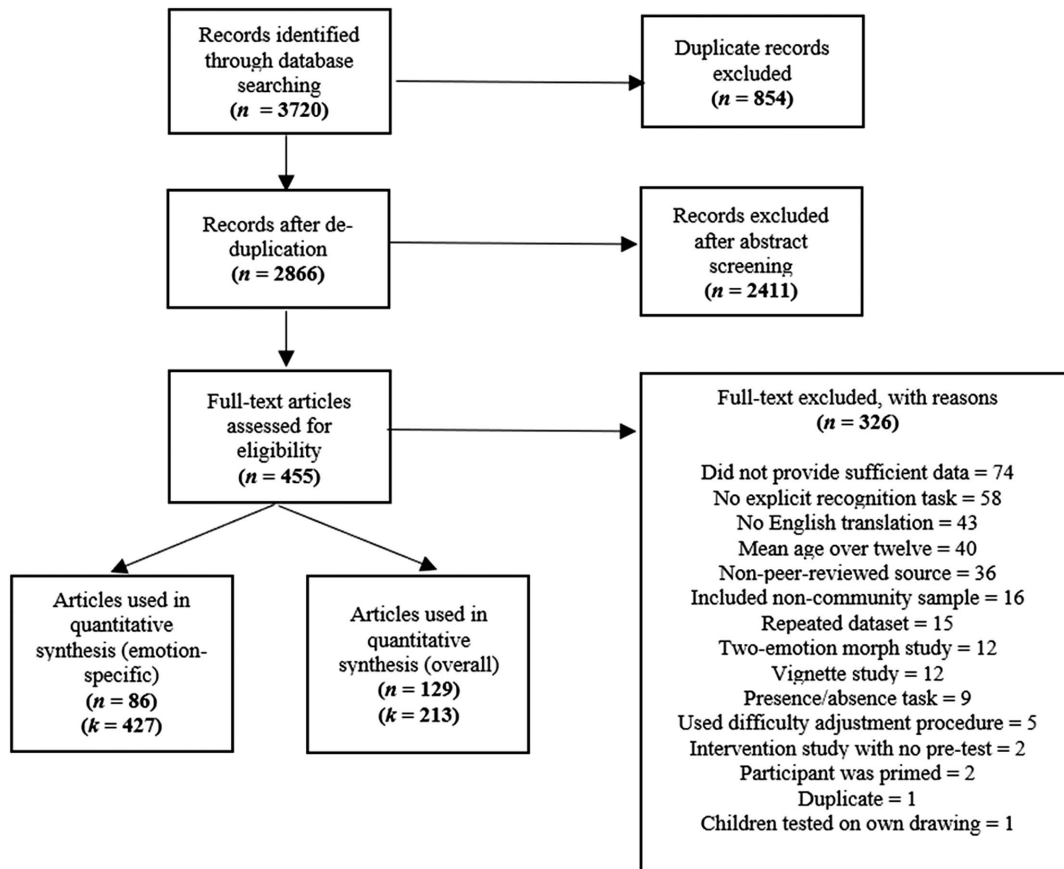 Records identified
through database
searching
(n = 3720)
Duplicate records
excluded
(n = 854)
Records after de-
duplication
(n = 2866)
Records excluded
after abstract
screening
(n = 2411)
Full-text articles
assessed for
eligibility
(n = 455)
Full-text excluded, with reasons
(n = 326)
Did not provide sufficient data = 74
No explicit recognition task = 58
No English translation = 43
Mean age over twelve = 40
Non-peer-reviewed source = 36
Included non-community sample = 16
Repeated dataset = 15
Two-emotion morph study = 12
Vignette study = 12
Presence/absence task = 9
Used difficulty adjustment procedure = 5
Intervention study with no pre-test = 2
Participant was primed = 2
Duplicate = 1
Children tested on own drawing = 1
Articles used in
quantitative
synthesis (emotion-
specific)
(n = 86)
(k = 427)
Articles used in
quantitative
synthesis (overall)
(n = 129)
(k = 213)